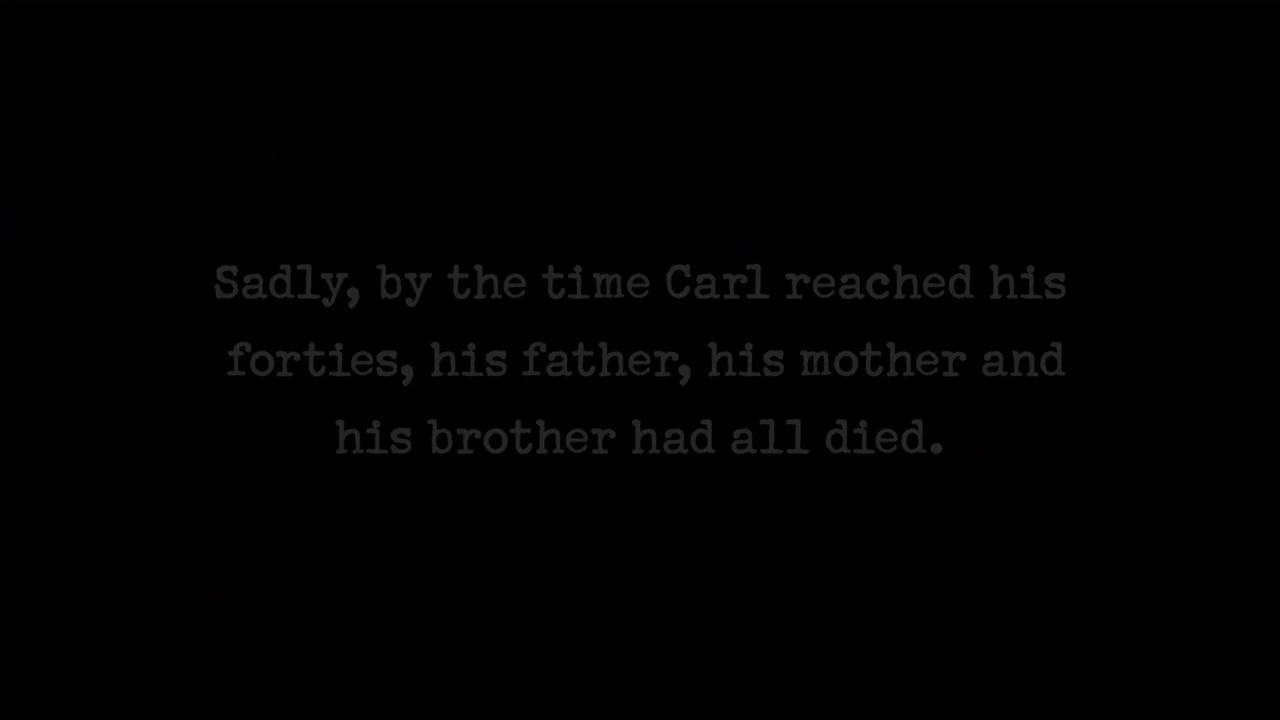 Sadly, by the time Carl reached his
forties, his father, his mother and
his brother had all died.